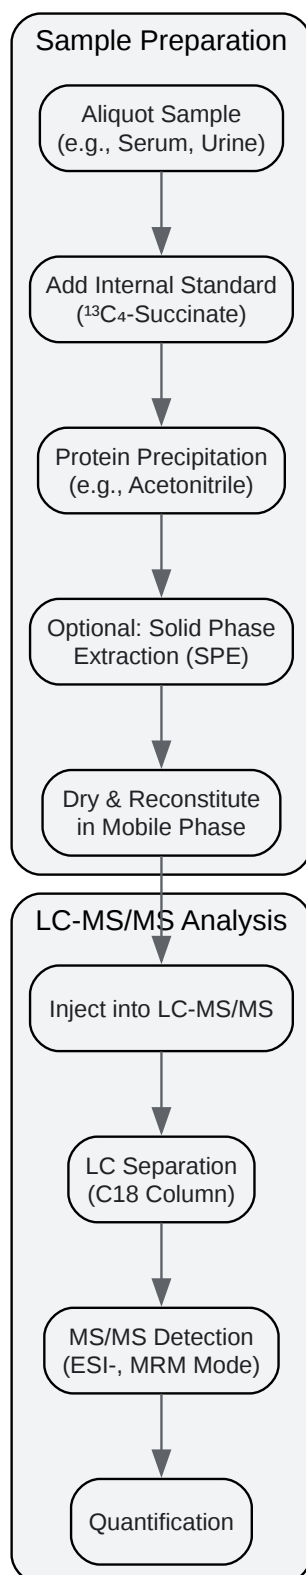 Sample Preparation
Aliquot Sample
(e.g., Serum, Urine)
Add Internal Standard
(¹³C₄-Succinate)
Protein Precipitation
(e.g., Acetonitrile)
Optional: Solid Phase
Extraction (SPE)
Dry & Reconstitute
in Mobile Phase
LC-MS/MS Analysis
Inject into LC-MS/MS
LC Separation
(C18 Column)
MS/MS Detection
(ESI-, MRM Mode)
Quantification